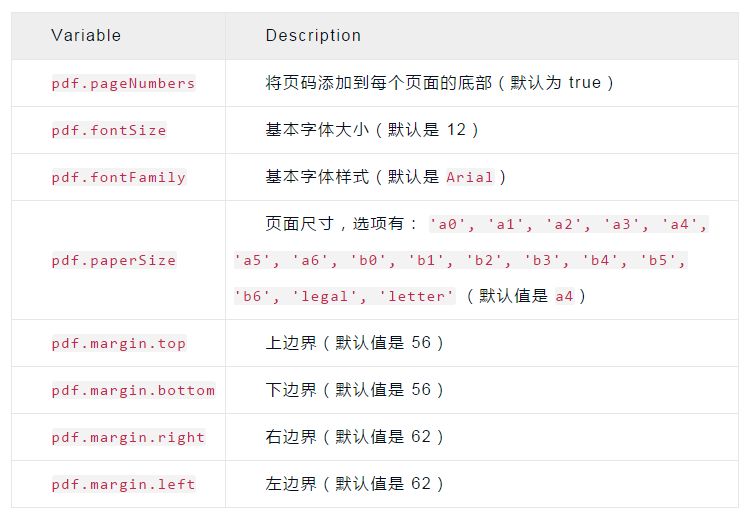 Variable Description
pdf.pageNumbers 将页码添加到每个页面的底部（默认为 true）
pdf.fontSize 基本字体大小（默认是 12）
pdf.fontFamily 基本字体样式（默认是 Arial）
页面尺寸，选项有： 'a0', 'a1', 'a2', 'a3', 'a4',
pdf.paperSize 'a5', 'a6', 'b0', 'b1', 'b2', 'b3', 'b4', 'b5',
'b6', 'legal', 'letter' （默认值是 a4）
pdf.margin.top 上边界（默认值是 56）
pdf.margin.bottom 下边界（默认值是 56）
pdf.margin.right 右边界（默认值是 62）
pdf.margin.left 左边界（默认值是 62）